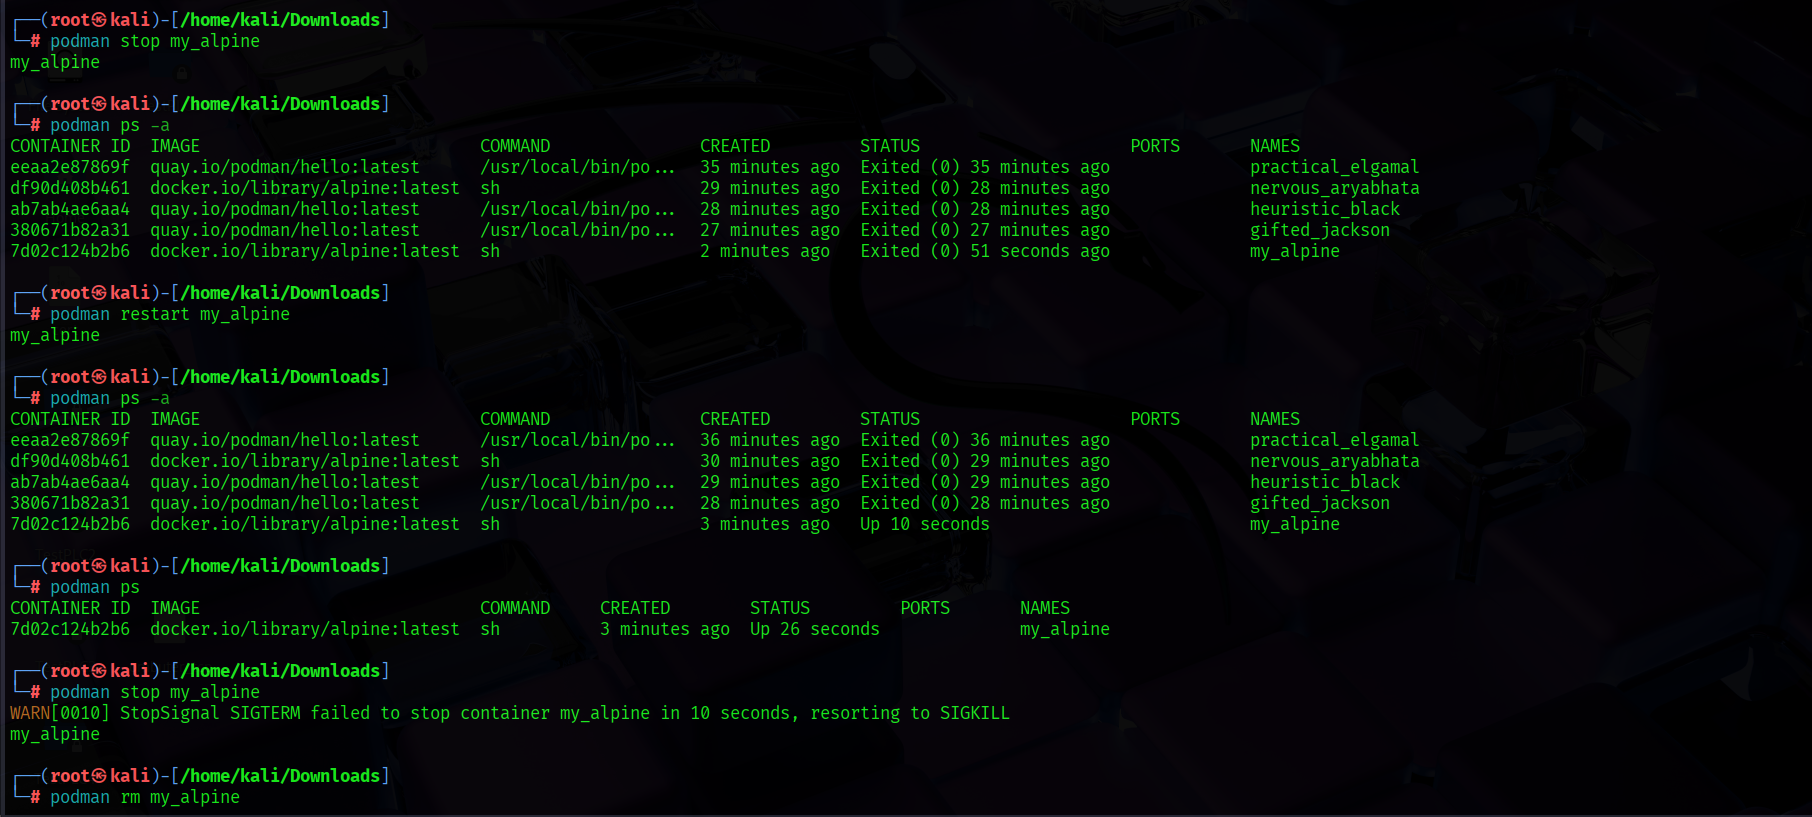 ┌──(root㉿kali)-[/home/kali/Downloads]
└─# podman stop my_alpine
my_alpine

┌──(root㉿kali)-[/home/kali/Downloads]
└─# podman ps -a
CONTAINER ID  IMAGE                            COMMAND               CREATED         STATUS                     PORTS       NAMES
eeaa2e87869f  quay.io/podman/hello:latest      /usr/local/bin/po...  35 minutes ago  Exited (0) 35 minutes ago              practical_elgamal
df90d408b461  docker.io/library/alpine:latest  sh                    29 minutes ago  Exited (0) 28 minutes ago              nervous_aryabhata
ab7ab4ae6aa4  quay.io/podman/hello:latest      /usr/local/bin/po...  28 minutes ago  Exited (0) 28 minutes ago              heuristic_black
380671b82a31  quay.io/podman/hello:latest      /usr/local/bin/po...  27 minutes ago  Exited (0) 27 minutes ago              gifted_jackson
7d02c124b2b6  docker.io/library/alpine:latest  sh                    2 minutes ago   Exited (0) 51 seconds ago              my_alpine

┌──(root㉿kali)-[/home/kali/Downloads]
└─# podman restart my_alpine
my_alpine

┌──(root㉿kali)-[/home/kali/Downloads]
└─# podman ps -a
CONTAINER ID  IMAGE                            COMMAND               CREATED         STATUS                     PORTS       NAMES
eeaa2e87869f  quay.io/podman/hello:latest      /usr/local/bin/po...  36 minutes ago  Exited (0) 36 minutes ago              practical_elgamal
df90d408b461  docker.io/library/alpine:latest  sh                    30 minutes ago  Exited (0) 29 minutes ago              nervous_aryabhata
ab7ab4ae6aa4  quay.io/podman/hello:latest      /usr/local/bin/po...  29 minutes ago  Exited (0) 29 minutes ago              heuristic_black
380671b82a31  quay.io/podman/hello:latest      /usr/local/bin/po...  28 minutes ago  Exited (0) 28 minutes ago              gifted_jackson
7d02c124b2b6  docker.io/library/alpine:latest  sh                    3 minutes ago   Up 10 seconds                          my_alpine

┌──(root㉿kali)-[/home/kali/Downloads]
└─# podman ps
CONTAINER ID  IMAGE                            COMMAND     CREATED        STATUS         PORTS       NAMES
7d02c124b2b6  docker.io/library/alpine:latest  sh          3 minutes ago  Up 26 seconds              my_alpine

┌──(root㉿kali)-[/home/kali/Downloads]
└─# podman stop my_alpine
WARN[0010] StopSignal SIGTERM failed to stop container my_alpine in 10 seconds, resorting to SIGKILL
my_alpine

┌──(root㉿kali)-[/home/kali/Downloads]
└─# podman rm my_alpine